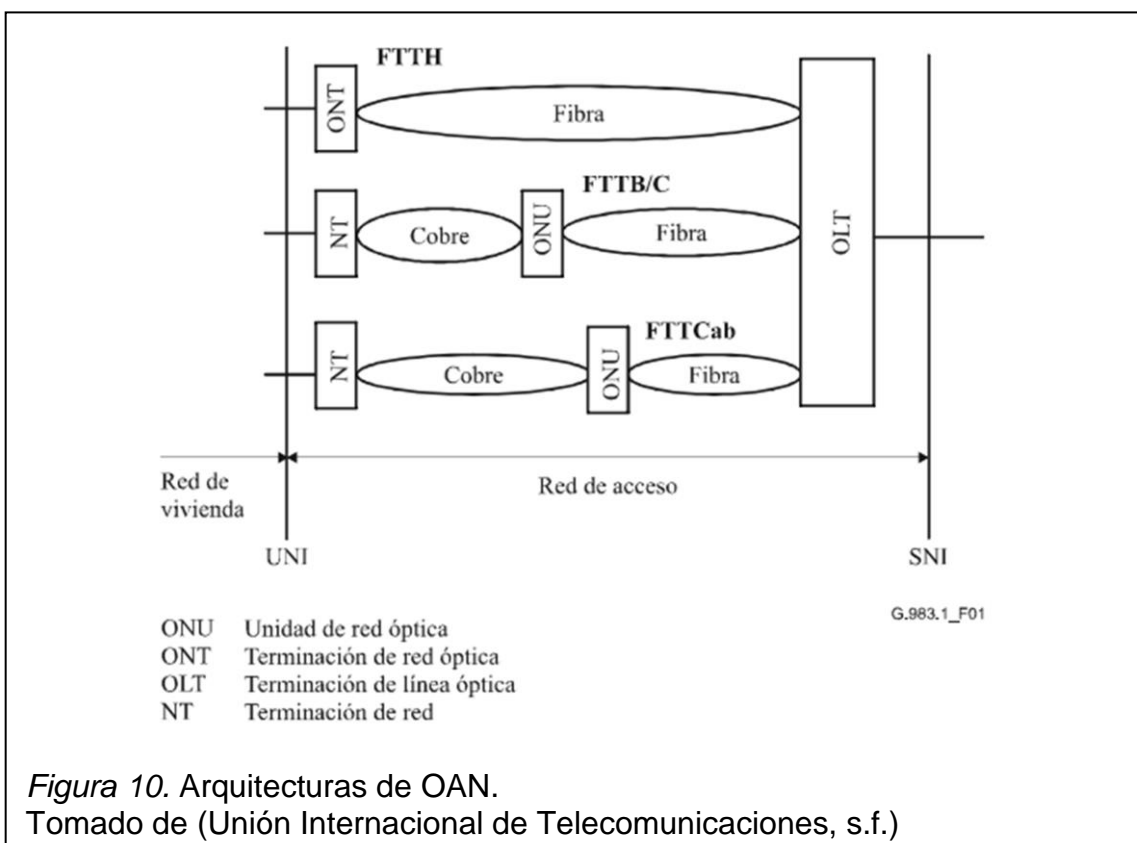 FTTH
ONT
Fibra
FTTB/C
NT
Cobre
ONU
Fibra
OLT
FTTCab
NT
Cobre
ONU
Fibra
Red de
vivienda
Red de acceso
UNI
SNI
G.983.1_F01
ONU Unidad de red óptica
ONT Terminación de red óptica
OLT Terminación de línea óptica
NT Terminación de red
Figura 10. Arquitecturas de OAN.
Tomado de (Unión Internacional de Telecomunicaciones, s.f.)